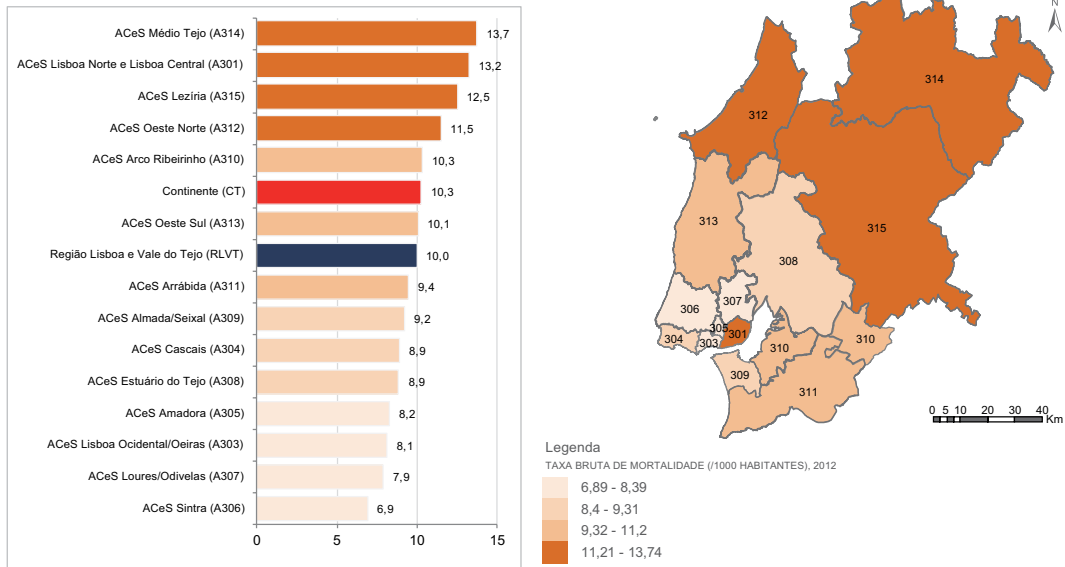 ACeS Médio Tejo (A314)
13,7
ACeS Lisboa Norte e Lisboa Central (A301)
13,2
ACeS Lezíria (A315)
12,5
ACeS Oeste Norte (A312)
11,5
ACeS Arco Ribeirinho (A310)
10,3
Continente (CT)
10,3
ACeS Oeste Sul (A313)
10,1
Região Lisboa e Vale do Tejo (RLVT)
10,0
ACeS Arrábida (A311)
9,4
ACeS Almada/Seixal (A309)
9,2
ACeS Cascais (A304)
8,9
ACeS Estuário do Tejo (A308)
8,9
ACeS Amadora (A305)
8,2
ACeS Lisboa Ocidental/Oeiras (A303)
8,1
ACeS Loures/Odivelas (A307)
7,9
ACeS Sintra (A306)
6,9
0 5 10 15
N
314
312
315
313
308
307
306
305
301
304
303
310
310
309
311
0 5 10 20 30 40
Km
Legenda
TAXA BRUTA DE MORTALIDADE (/1000 HABITANTES), 2012
6,89 - 8,39
8,4 - 9,31
9,32 - 11,2
11,21 - 13,74